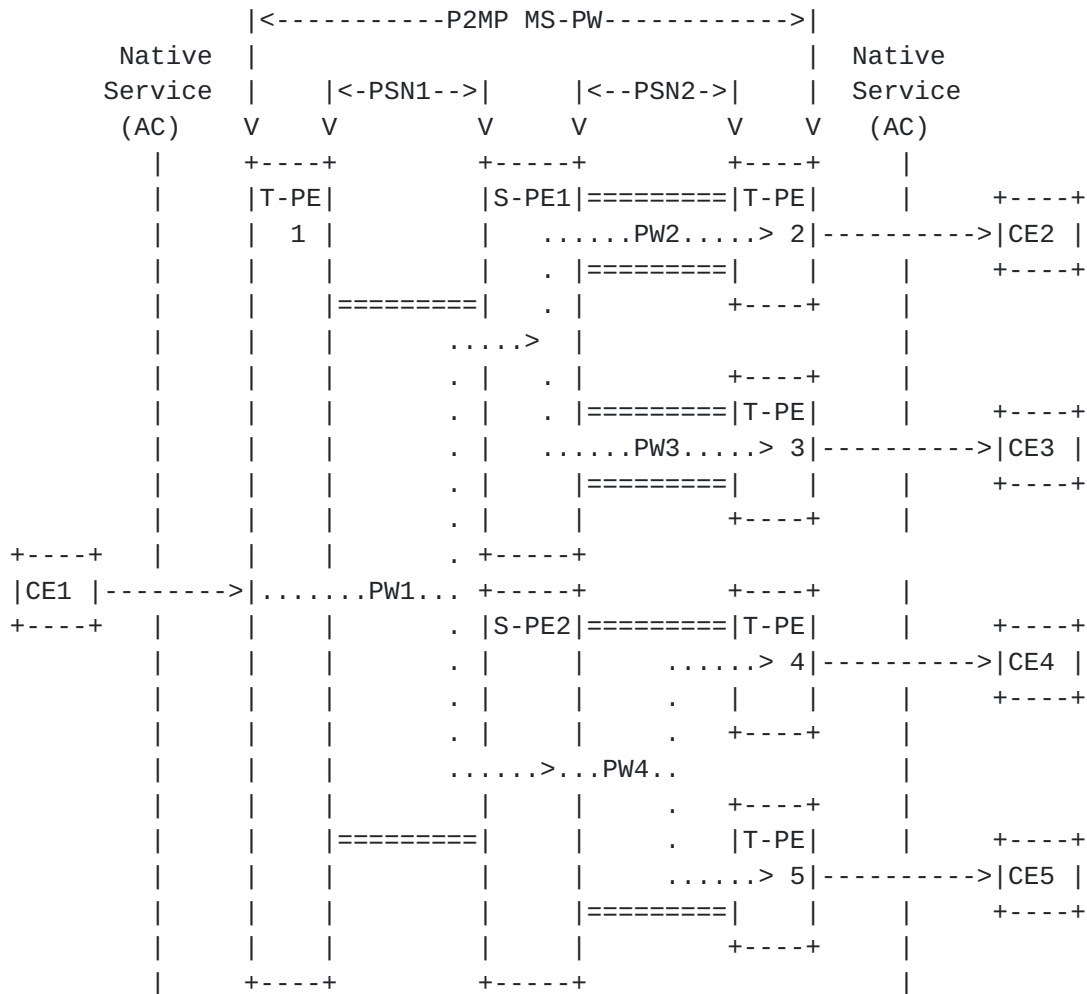 |<-----------P2MP MS-PW------------>|
Native | | Native
Service | |<-PSN1-->| |<--PSN2->| | Service
(AC) V V V V V V (AC)
| +----+ +-----+ +----+ |
| |T-PE| |S-PE1|=========|T-PE| | +----+
| | 1 | | ......PW2.....> 2|---------->|CE2 |
| | | | . |=========| | | +----+
| | |=========| . | +----+ |
| | | .....> | |
| | | . | . | +----+ |
| | | . | . |=========|T-PE| | +----+
| | | . | ......PW3.....> 3|---------->|CE3 |
| | | . | |=========| | | +----+
| | | . | | +----+ |
+----+ | | | . +-----+
|CE1 |-------->|.......PW1... +-----+ +----+ |
+----+ | | | . |S-PE2|=========|T-PE| | +----+
| | | . | | ......> 4|---------->|CE4 |
| | | . | | . | | | +----+
| | | . | | . +----+ |
| | | ......>...PW4.. |
| | | | | . +----+ |
| | |=========| | . |T-PE| | +----+
| | | | | ......> 5|---------->|CE5 |
| | | | |=========| | | +----+
| | | | | +----+ |
| +----+ +-----+ |